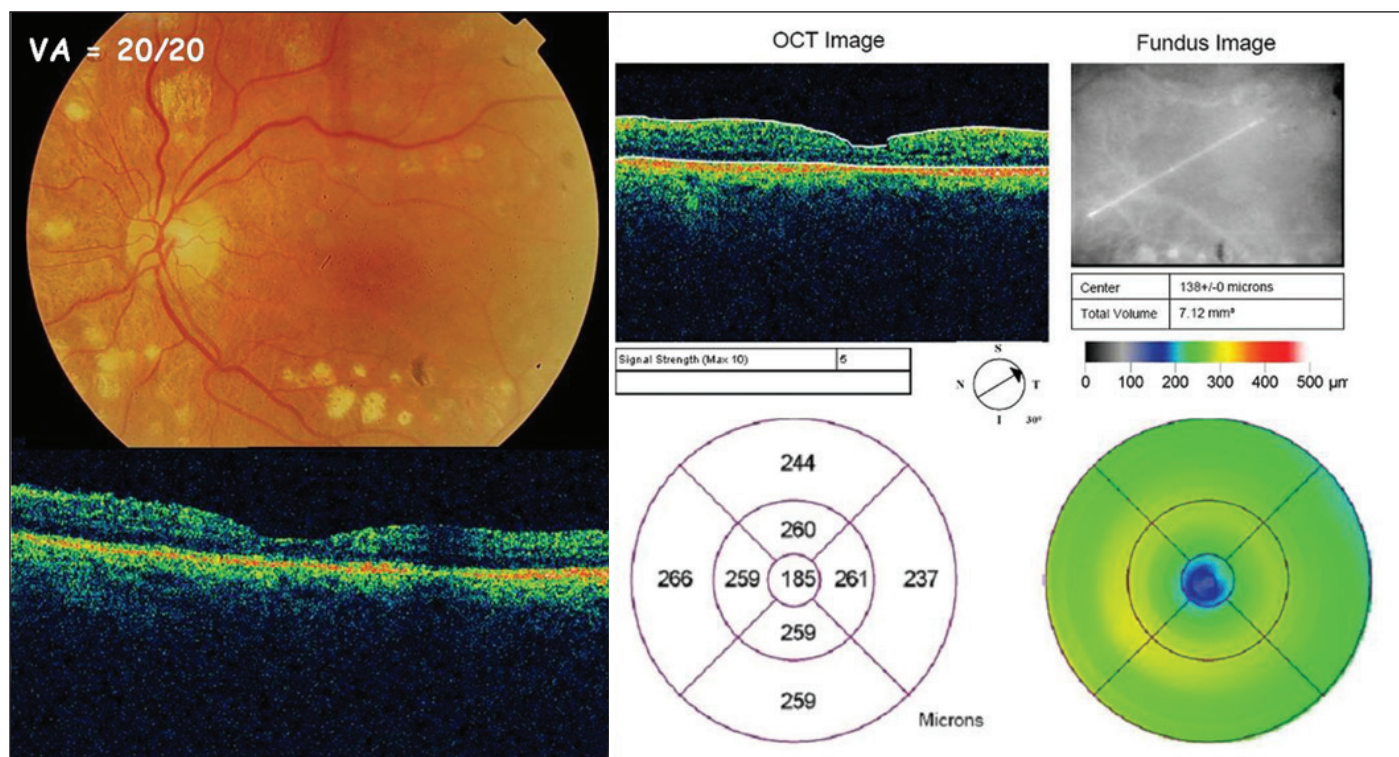 VA = 20/20
OCT Image
Fundus Image
Center 138+/-0 microns
Total Volume 7.12 mm³
Signal Strength (Max 10) 5
S
N T
I 30°
0 100 200 300 400 500 µm
244
260
266 259 185 261 237
259
259
Microns